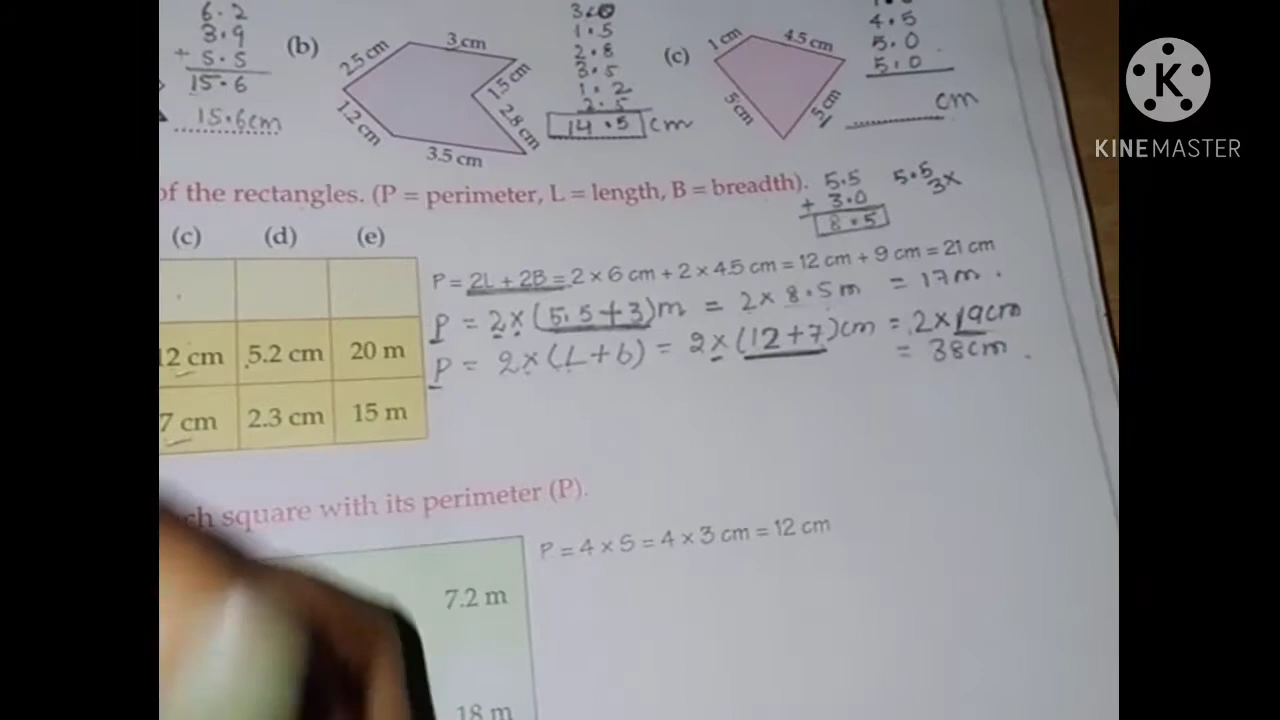 6.2
3.9
+ 5.5
15.6
15.6cm
(b)
2.5 cm
3 cm
1.5 cm
2.8 cm
3.5 cm
1.2 cm
1.5
2.8
3.5
1.2
2.5
14.5 cm
(c)
1 cm
4.5 cm
5 cm
5 cm
4.5
5.0
5.0
cm
K
KINEMASTER
of the rectangles. (P = perimeter, L = length, B = breadth).
5.5
+ 3.0
8.5
5.5
3x
(c) (d) (e)
12 cm 5.2 cm 20 m
7 cm 2.3 cm 15 m
P = 2L + 2B = 2 × 6 cm + 2 × 4.5 cm = 12 cm + 9 cm = 21 cm
P = 2 × (5.5 + 3)m = 2 × 8.5m = 17m.
P = 2 × (L + b) = 2 × (12 + 7)cm = 2 × 19cm
= 38cm.
ch square with its perimeter (P).
P = 4 × S = 4 × 3 cm = 12 cm
7.2 m
18 m